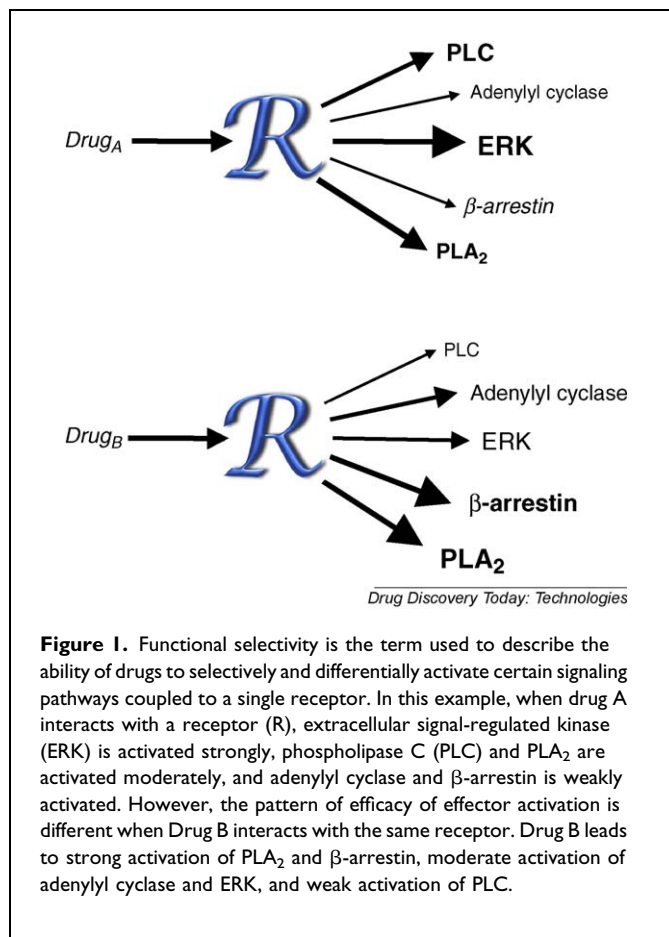 PLC
Adenylyl cyclase
Drug_A
R
ERK
β-arrestin
PLA₂
PLC
Adenylyl cyclase
Drug_B
R
ERK
β-arrestin
PLA₂
Drug Discovery Today: Technologies
Figure 1. Functional selectivity is the term used to describe the
ability of drugs to selectively and differentially activate certain signaling
pathways coupled to a single receptor. In this example, when drug A
interacts with a receptor (R), extracellular signal-regulated kinase
(ERK) is activated strongly, phospholipase C (PLC) and PLA₂ are
activated moderately, and adenylyl cyclase and β-arrestin is weakly
activated. However, the pattern of efficacy of effector activation is
different when Drug B interacts with the same receptor. Drug B leads
to strong activation of PLA₂ and β-arrestin, moderate activation of
adenylyl cyclase and ERK, and weak activation of PLC.